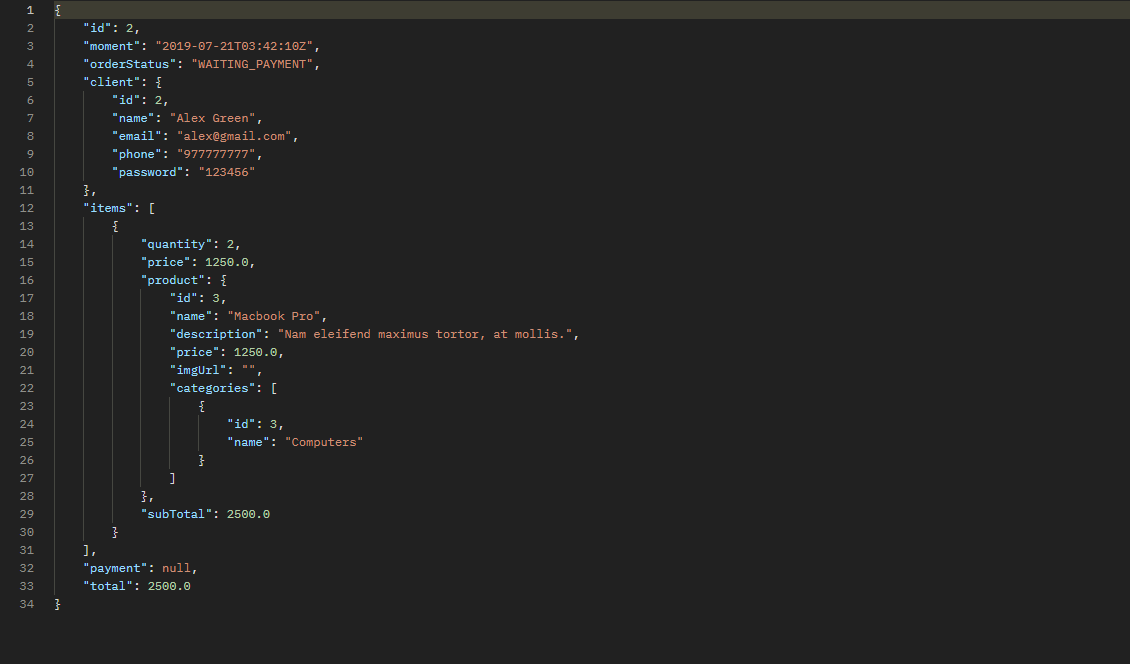 1 {
2     "id": 2,
3     "moment": "2019-07-21T03:42:10Z",
4     "orderStatus": "WAITING_PAYMENT",
5     "client": {
6         "id": 2,
7         "name": "Alex Green",
8         "email": "alex@gmail.com",
9         "phone": "977777777",
10         "password": "123456"
11     },
12     "items": [
13         {
14             "quantity": 2,
15             "price": 1250.0,
16             "product": {
17                 "id": 3,
18                 "name": "Macbook Pro",
19                 "description": "Nam eleifend maximus tortor, at mollis.",
20                 "price": 1250.0,
21                 "imgUrl": "",
22                 "categories": [
23                     {
24                         "id": 3,
25                         "name": "Computers"
26                     }
27                 ]
28             },
29             "subTotal": 2500.0
30         }
31     ],
32     "payment": null,
33     "total": 2500.0
34 }